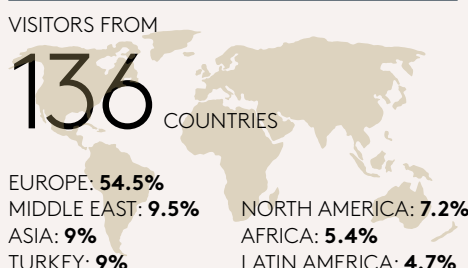 VISITORS FROM
136 COUNTRIES
EUROPE: 54.5%
MIDDLE EAST: 9.5%
ASIA: 9%
TURKEY: 9%
NORTH AMERICA: 7.2%
AFRICA: 5.4%
LATIN AMERICA: 4.7%